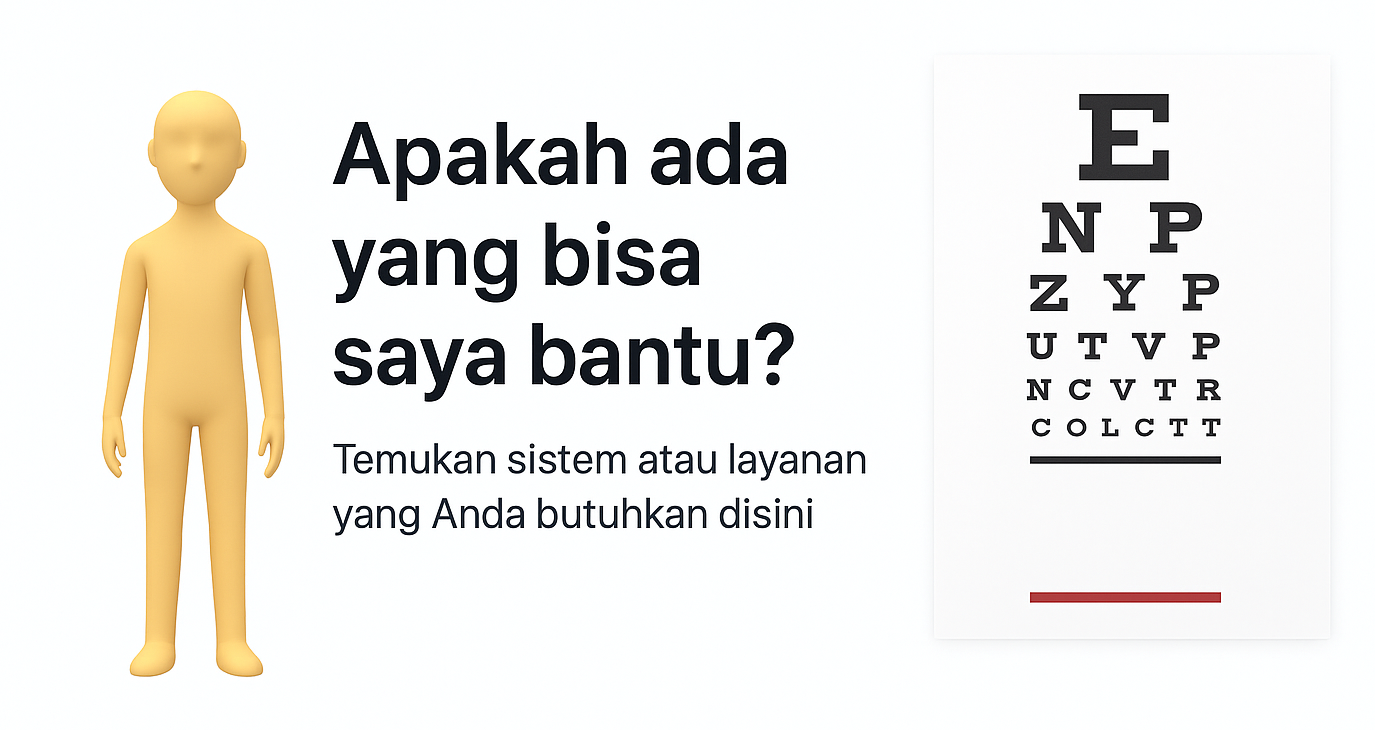 Apakah ada
yang bisa
saya bantu?
Temukan sistem atau layanan
yang Anda butuhkan disini
E
N P
Z Y P
U T V P
N C V T R
C O L C T T